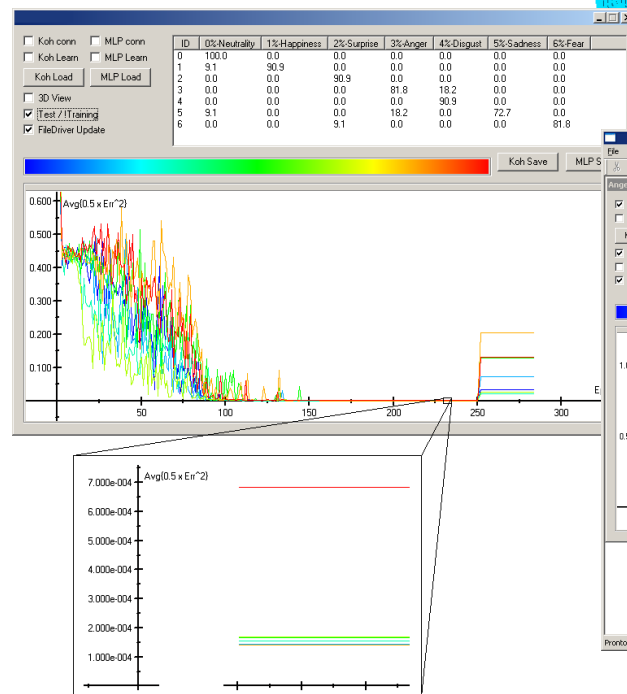 Koh conn MLP conn
Koh Learn MLP Learn
Koh Load MLP Load
3D View
Test / !Training
FileDriver Update
ID 0%-Neutrality 1%-Happiness 2%-Surprise 3%-Anger 4%-Disgust 5%-Sadness 6%-Fear
0 100.0 0.0 0.0 0.0 0.0 0.0 0.0
1 9.1 90.9 0.0 0.0 0.0 0.0 0.0
2 0.0 0.0 90.9 0.0 0.0 0.0 0.0
3 0.0 0.0 0.0 81.8 18.2 0.0 0.0
4 0.0 0.0 0.0 0.0 90.9 0.0 0.0
5 9.1 0.0 0.0 18.2 0.0 72.7 0.0
6 0.0 0.0 9.1 0.0 0.0 0.0 81.8
Koh Save MLP S
File
Ange
Avg{0.5 x Err^2}
0.600
0.500
0.400
0.300
0.200
0.100
50 100 150 200 250 300
1.0
0.5
Avg{0.5 x Err^2}
7.000e-004
6.000e-004
5.000e-004
4.000e-004
3.000e-004
2.000e-004
1.000e-004
Pronto